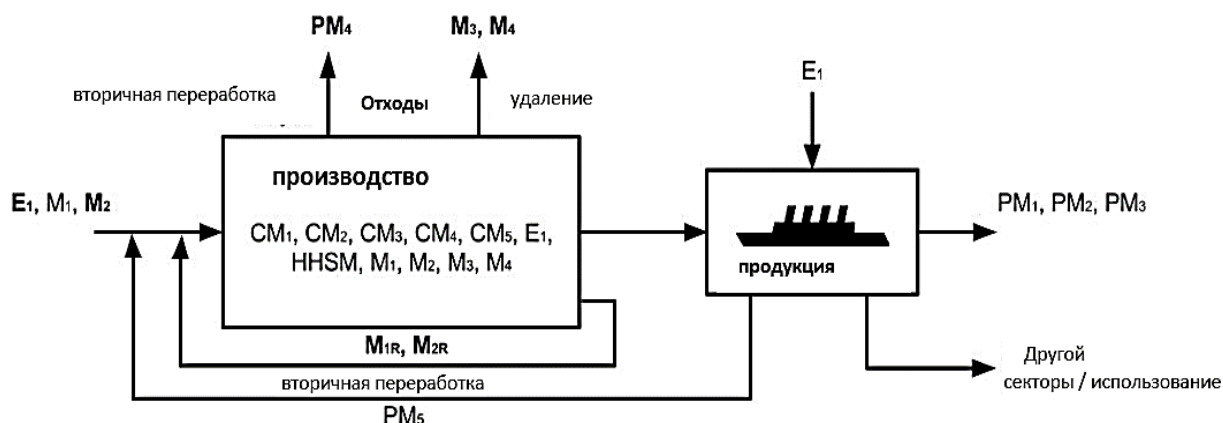 PM₄
M₃, M₄
E₁
вторичная переработка
Отходы
удаление
производство
E₁, M₁, M₂
PM₁, PM₂, PM₃
CM₁, CM₂, CM₃, CM₄, CM₅, E₁,
HHSM, M₁, M₂, M₃, M₄
продукция
M₁R, M₂R
Другой
секторы / использование
вторичная переработка
PM₅